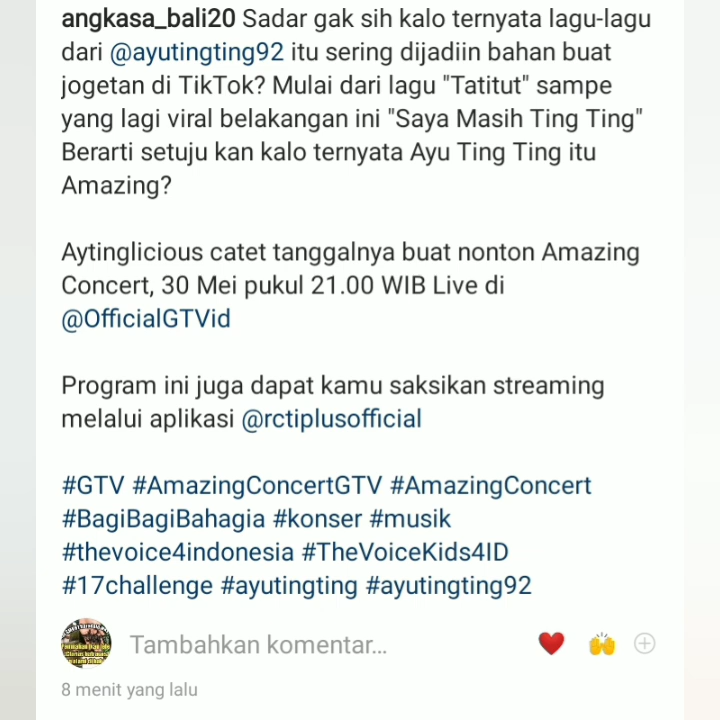 angkasa_bali20 Sadar gak sih kalo ternyata lagu-lagu
dari @ayutingting92 itu sering dijadiin bahan buat
jogetan di TikTok? Mulai dari lagu "Tatitut" sampe
yang lagi viral belakangan ini "Saya Masih Ting Ting"
Berarti setuju kan kalo ternyata Ayu Ting Ting itu
Amazing?
Aytinglicious catet tanggalnya buat nonton Amazing
Concert, 30 Mei pukul 21.00 WIB Live di
@OfficialGTVid
Program ini juga dapat kamu saksikan streaming
melalui aplikasi @rctiplusofficial
#GTV #AmazingConcertGTV #AmazingConcert
#BagiBagiBahagia #konser #musik
#thevoice4indonesia #TheVoiceKids4ID
#17challenge #ayutingting #ayutingting92
Tambahkan komentar...
8 menit yang lalu